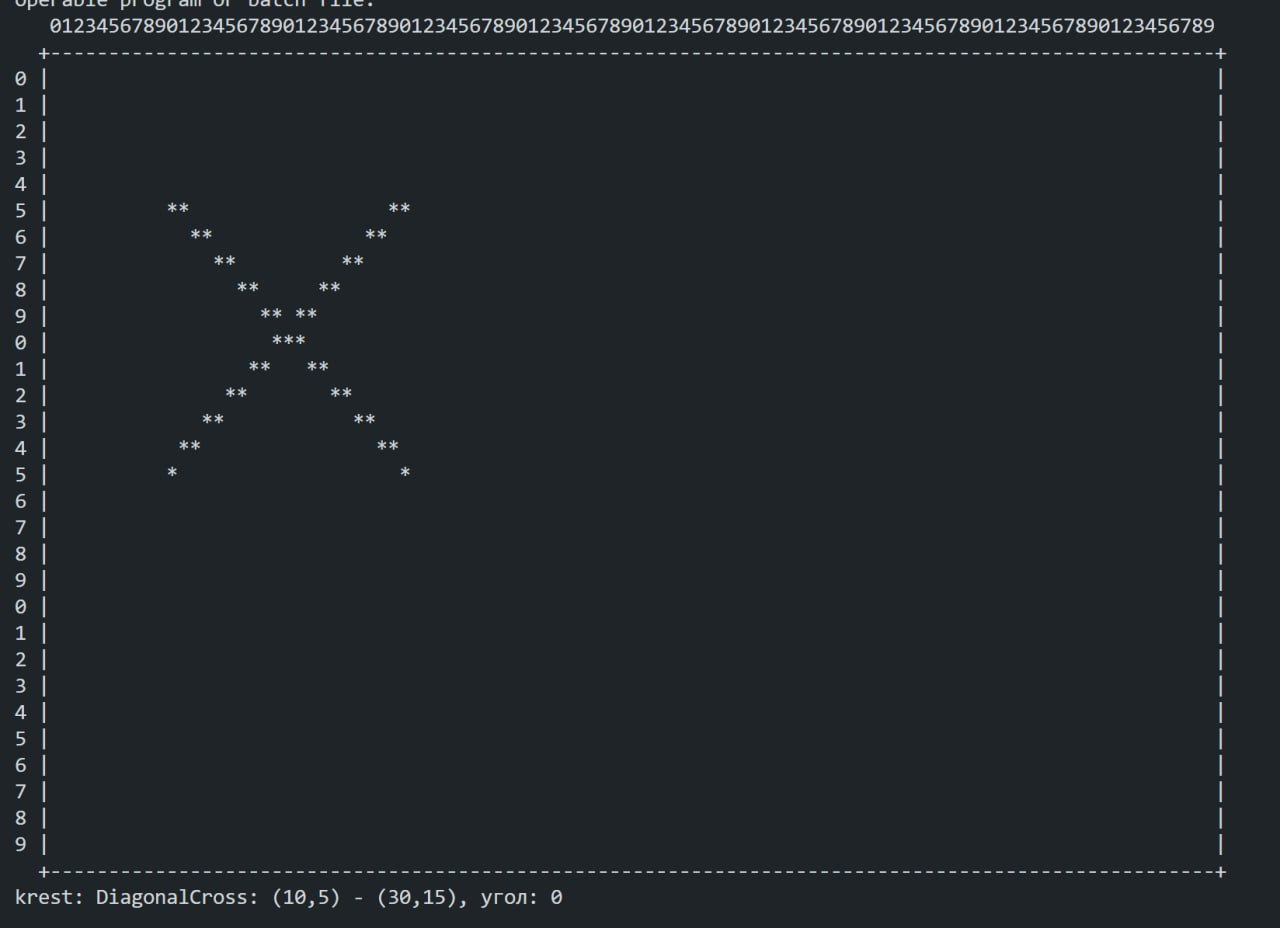 operable program or batch file.
   0123456789012345678901234567890123456789012345678901234567890123456789012345678901234567890123456789
  +----------------------------------------------------------------------------------------------------+
0 |                                                                                                    |
1 |                                                                                                    |
2 |                                                                                                    |
3 |                                                                                                    |
4 |                                                                                                    |
5 |          **                 **                                                                     |
6 |            **             **                                                                       |
7 |              **         **                                                                         |
8 |                **     **                                                                           |
9 |                  ** **                                                                             |
0 |                   ***                                                                              |
1 |                 **   **                                                                            |
2 |               **       **                                                                          |
3 |             **           **                                                                        |
4 |           **               **                                                                      |
5 |          *                   *                                                                     |
6 |                                                                                                    |
7 |                                                                                                    |
8 |                                                                                                    |
9 |                                                                                                    |
0 |                                                                                                    |
1 |                                                                                                    |
2 |                                                                                                    |
3 |                                                                                                    |
4 |                                                                                                    |
5 |                                                                                                    |
6 |                                                                                                    |
7 |                                                                                                    |
8 |                                                                                                    |
9 |                                                                                                    |
  +----------------------------------------------------------------------------------------------------+
krest: DiagonalCross: (10,5) - (30,15), угол: 0